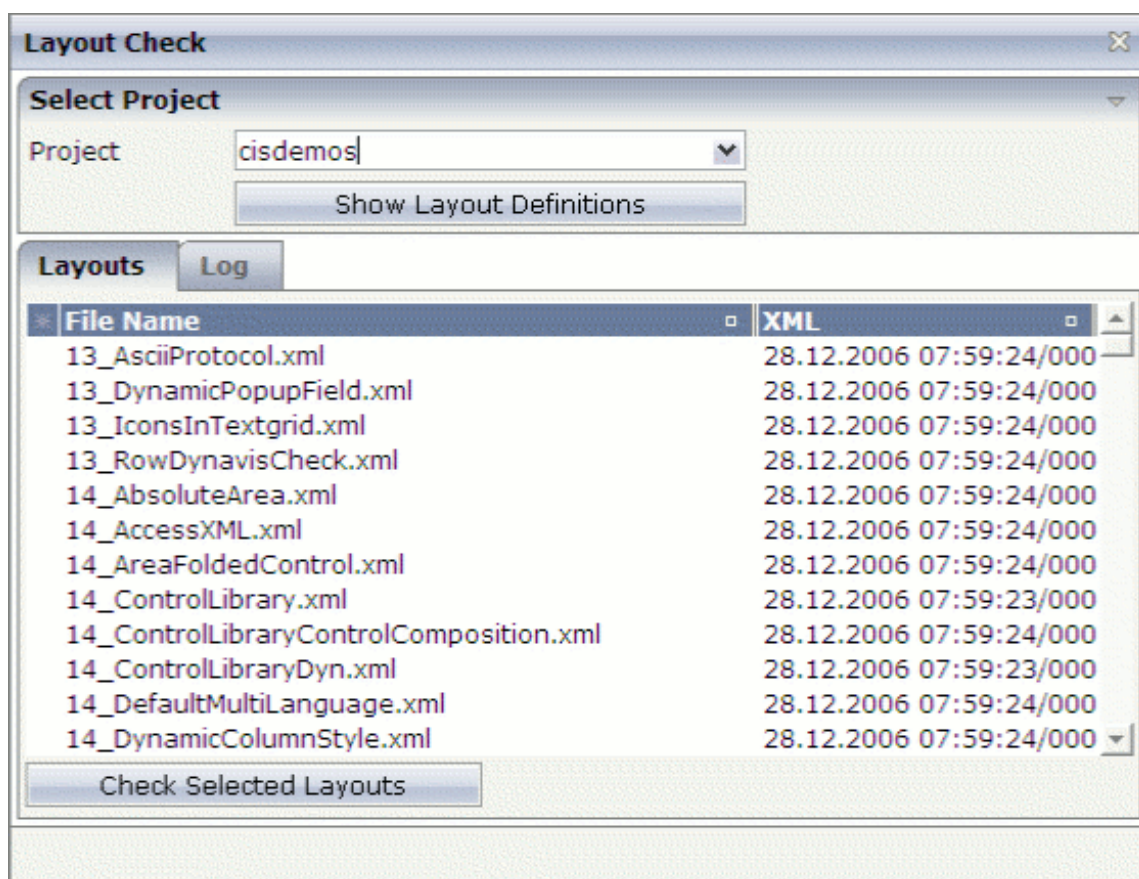 Layout Check
Select Project
Project cisdemos
Show Layout Definitions
Layouts Log
File Name XML
13_AsciiProtocol.xml 28.12.2006 07:59:24/000
13_DynamicPopupField.xml 28.12.2006 07:59:24/000
13_IconsInTextgrid.xml 28.12.2006 07:59:24/000
13_RowDynavisCheck.xml 28.12.2006 07:59:24/000
14_AbsoluteArea.xml 28.12.2006 07:59:24/000
14_AccessXML.xml 28.12.2006 07:59:24/000
14_AreaFoldedControl.xml 28.12.2006 07:59:24/000
14_ControlLibrary.xml 28.12.2006 07:59:23/000
14_ControlLibraryControlComposition.xml 28.12.2006 07:59:24/000
14_ControlLibraryDyn.xml 28.12.2006 07:59:23/000
14_DefaultMultiLanguage.xml 28.12.2006 07:59:24/000
14_DynamicColumnStyle.xml 28.12.2006 07:59:24/000
Check Selected Layouts